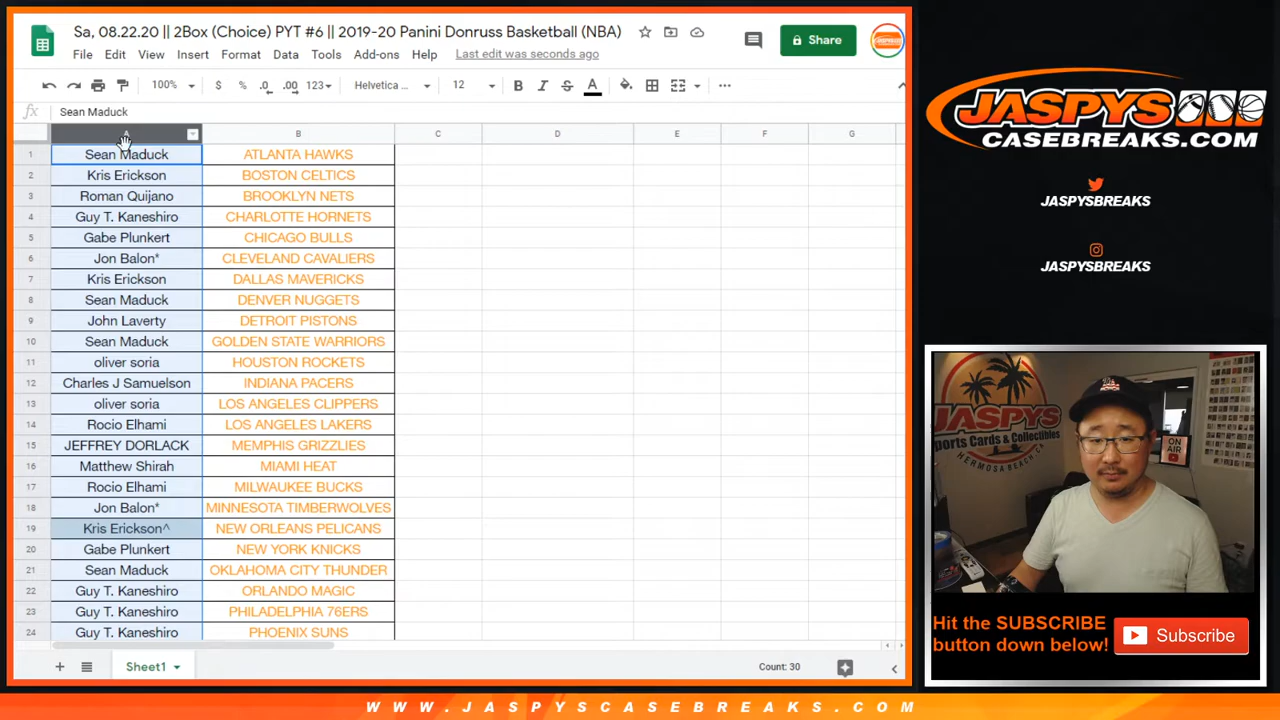 Sa, 08.22.20 || 2Box (Choice) PYT #6 || 2019-20 Panini Donruss Basketball (NBA)
Share
File Edit View Insert Format Data Tools Add-ons Help Last edit was seconds ago
100% $ % .0 .00 123 Helvetica ... 12 B I S A
fx Sean Maduck
A B C D E F G
1 Sean Maduck ATLANTA HAWKS
2 Kris Erickson BOSTON CELTICS
3 Roman Quijano BROOKLYN NETS
4 Guy T. Kaneshiro CHARLOTTE HORNETS
5 Gabe Plunkert CHICAGO BULLS
6 Jon Balon* CLEVELAND CAVALIERS
7 Kris Erickson DALLAS MAVERICKS
8 Sean Maduck DENVER NUGGETS
9 John Laverty DETROIT PISTONS
10 Sean Maduck GOLDEN STATE WARRIORS
11 oliver soria HOUSTON ROCKETS
12 Charles J Samuelson INDIANA PACERS
13 oliver soria LOS ANGELES CLIPPERS
14 Rocio Elhami LOS ANGELES LAKERS
15 JEFFREY DORLACK MEMPHIS GRIZZLIES
16 Matthew Shirah MIAMI HEAT
17 Rocio Elhami MILWAUKEE BUCKS
18 Jon Balon* MINNESOTA TIMBERWOLVES
19 Kris Erickson^ NEW ORLEANS PELICANS
20 Gabe Plunkert NEW YORK KNICKS
21 Sean Maduck OKLAHOMA CITY THUNDER
22 Guy T. Kaneshiro ORLANDO MAGIC
23 Guy T. Kaneshiro PHILADELPHIA 76ERS
24 Guy T. Kaneshiro PHOENIX SUNS
Sheet1
Count: 30
JASPYS
CASEBREAKS.COM
JASPYSBREAKS
JASPYSBREAKS
JASPYS
Sports Cards & Collectibles
HERMOSA BEACH
ON AIR
Hit the SUBSCRIBE
button down below!
Subscribe
WWW.JASPYSCASEBREAKS.COM